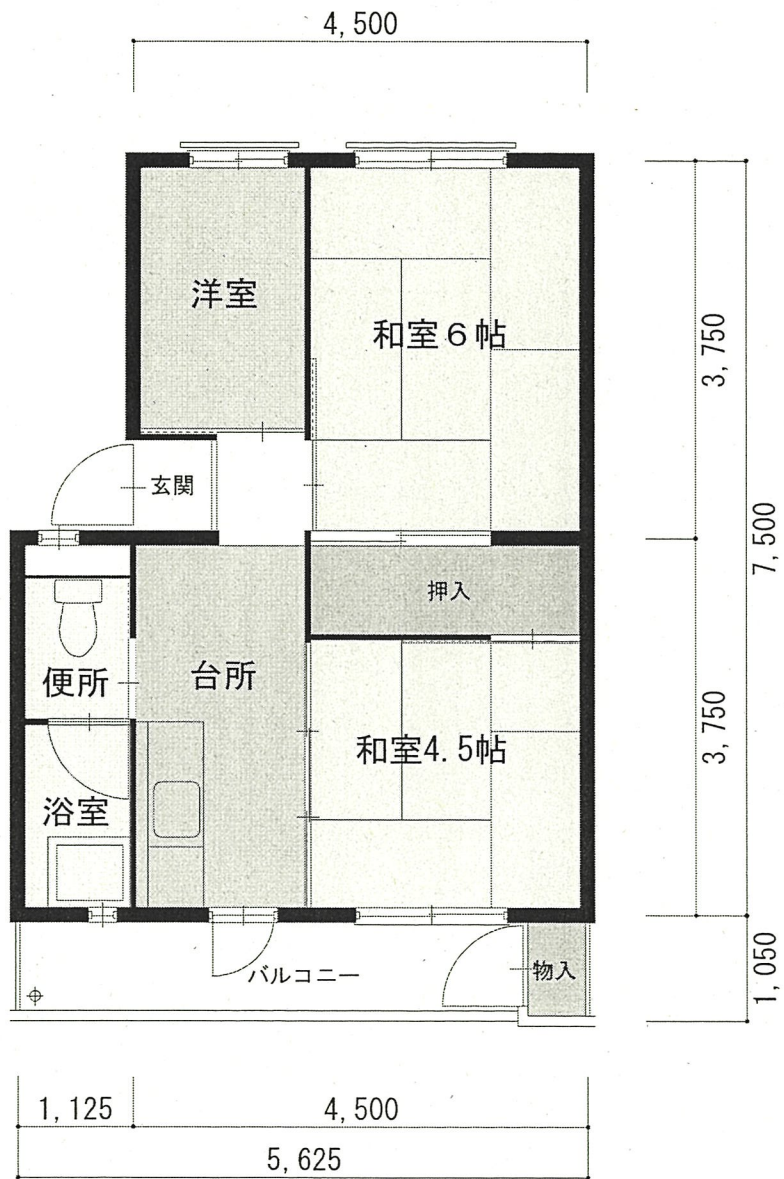 4,500
洋室
和室6帖
3,750
玄関
7,500
押入
便所
台所
3,750
和室4.5帖
浴室
バルコニー
物入
1,050
1,125
4,500
5,625